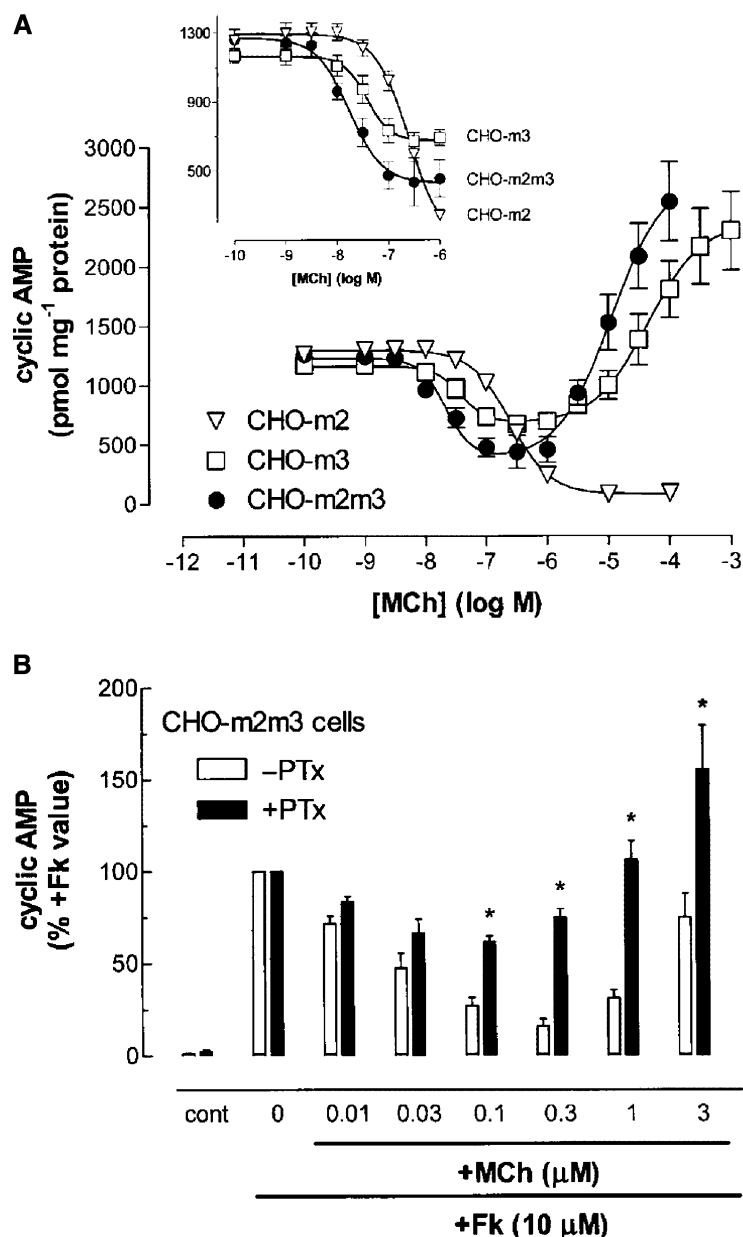 A
1300
900
500
CHO-m3
CHO-m2m3
CHO-m2
-10 -9 -8 -7 -6
[MCh] (log M)
cyclic AMP
(pmol mg⁻¹ protein)
3000
2500
2000
1500
1000
500
0
CHO-m2
CHO-m3
CHO-m2m3
-12 -11 -10 -9 -8 -7 -6 -5 -4 -3
[MCh] (log M)
B
cyclic AMP
(% +Fk value)
200
150
100
50
0
CHO-m2m3 cells
–PTx
+PTx
* * * *
cont 0 0.01 0.03 0.1 0.3 1 3
+MCh (μM)
+Fk (10 μM)